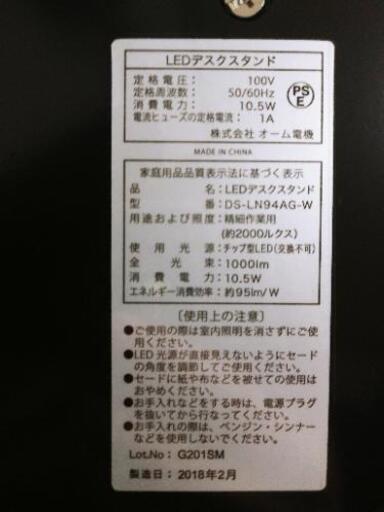 LEDデスクスタンド
定格電圧: 100V
定格周波数: 50/60Hz
消費電力: 10.5W
電流ヒューズの定格電流: 1A
PS
E
株式会社 オーム電機
MADE IN CHINA
家庭用品品質表示法に基づく表示
品名: LEDデスクスタンド
型番: DS-LN94AG-W
用途および照度: 精細作業用
(約2000ルクス)
使用光源: チップ型LED(交換不可)
全光束: 1000lm
消費電力: 10.5W
エネルギー消費効率: 約95lm/W
〔使用上の注意〕
●ご使用の際は室内照明を消さずにご使用
ください。
●LED光源が直接見えないようにセード
の角度を調節してご使用ください。
●セードに紙や布などを被せての使用は
おやめください。
●お手入れなどをする時は、電源プラグ
を抜いてから行なってください。
●お手入れの際は、ベンジン・シンナー
などを使用しないでください。
Lot.No: G201SM
製造日: 2018年2月